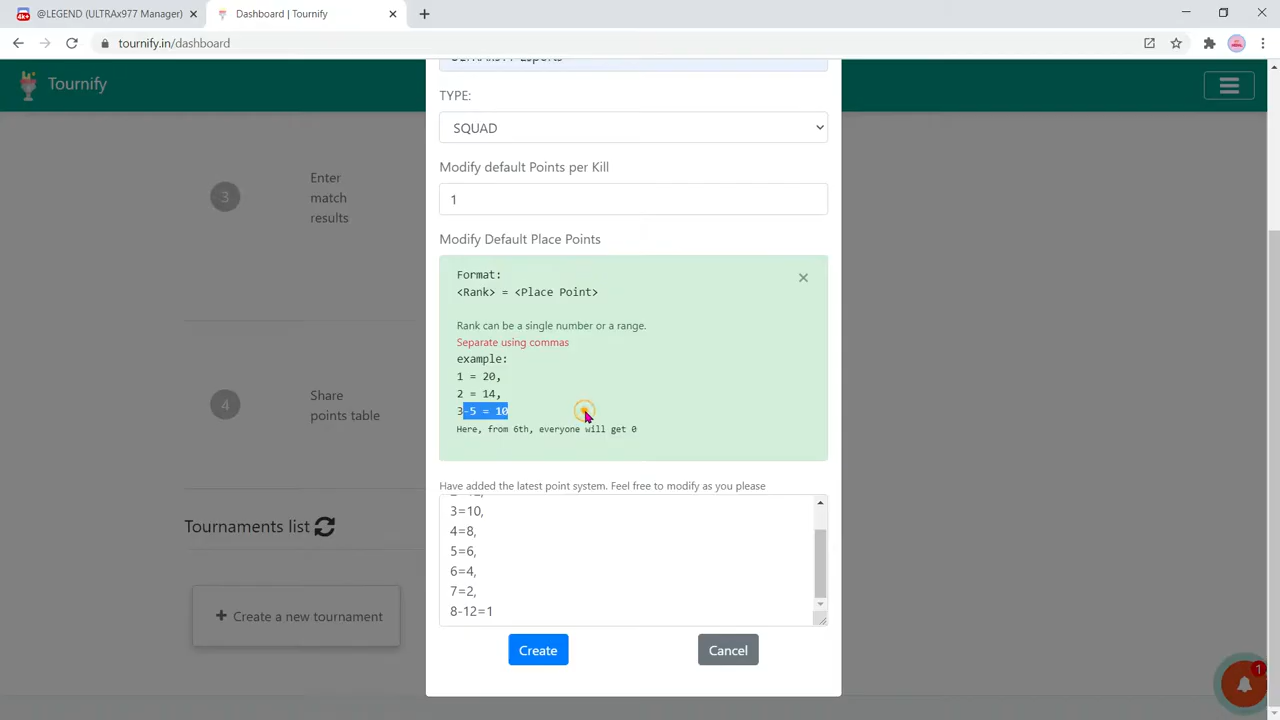 @LEGEND (ULTRAx977 Manager)
Dashboard | Tournify
tournify.in/dashboard
Tournify
TYPE:
SQUAD
Modify default Points per Kill
1
Modify Default Place Points
Format:
<Rank> = <Place Point>
Rank can be a single number or a range.
Separate using commas
example:
1 = 20,
2 = 14,
3-5 = 10
Here, from 6th, everyone will get 0
Have added the latest point system. Feel free to modify as you please
3=10,
4=8,
5=6,
6=4,
7=2,
8-12=1
Create
Cancel
3
Enter
match
results
4
Share
points table
Tournaments list
+ Create a new tournament
1